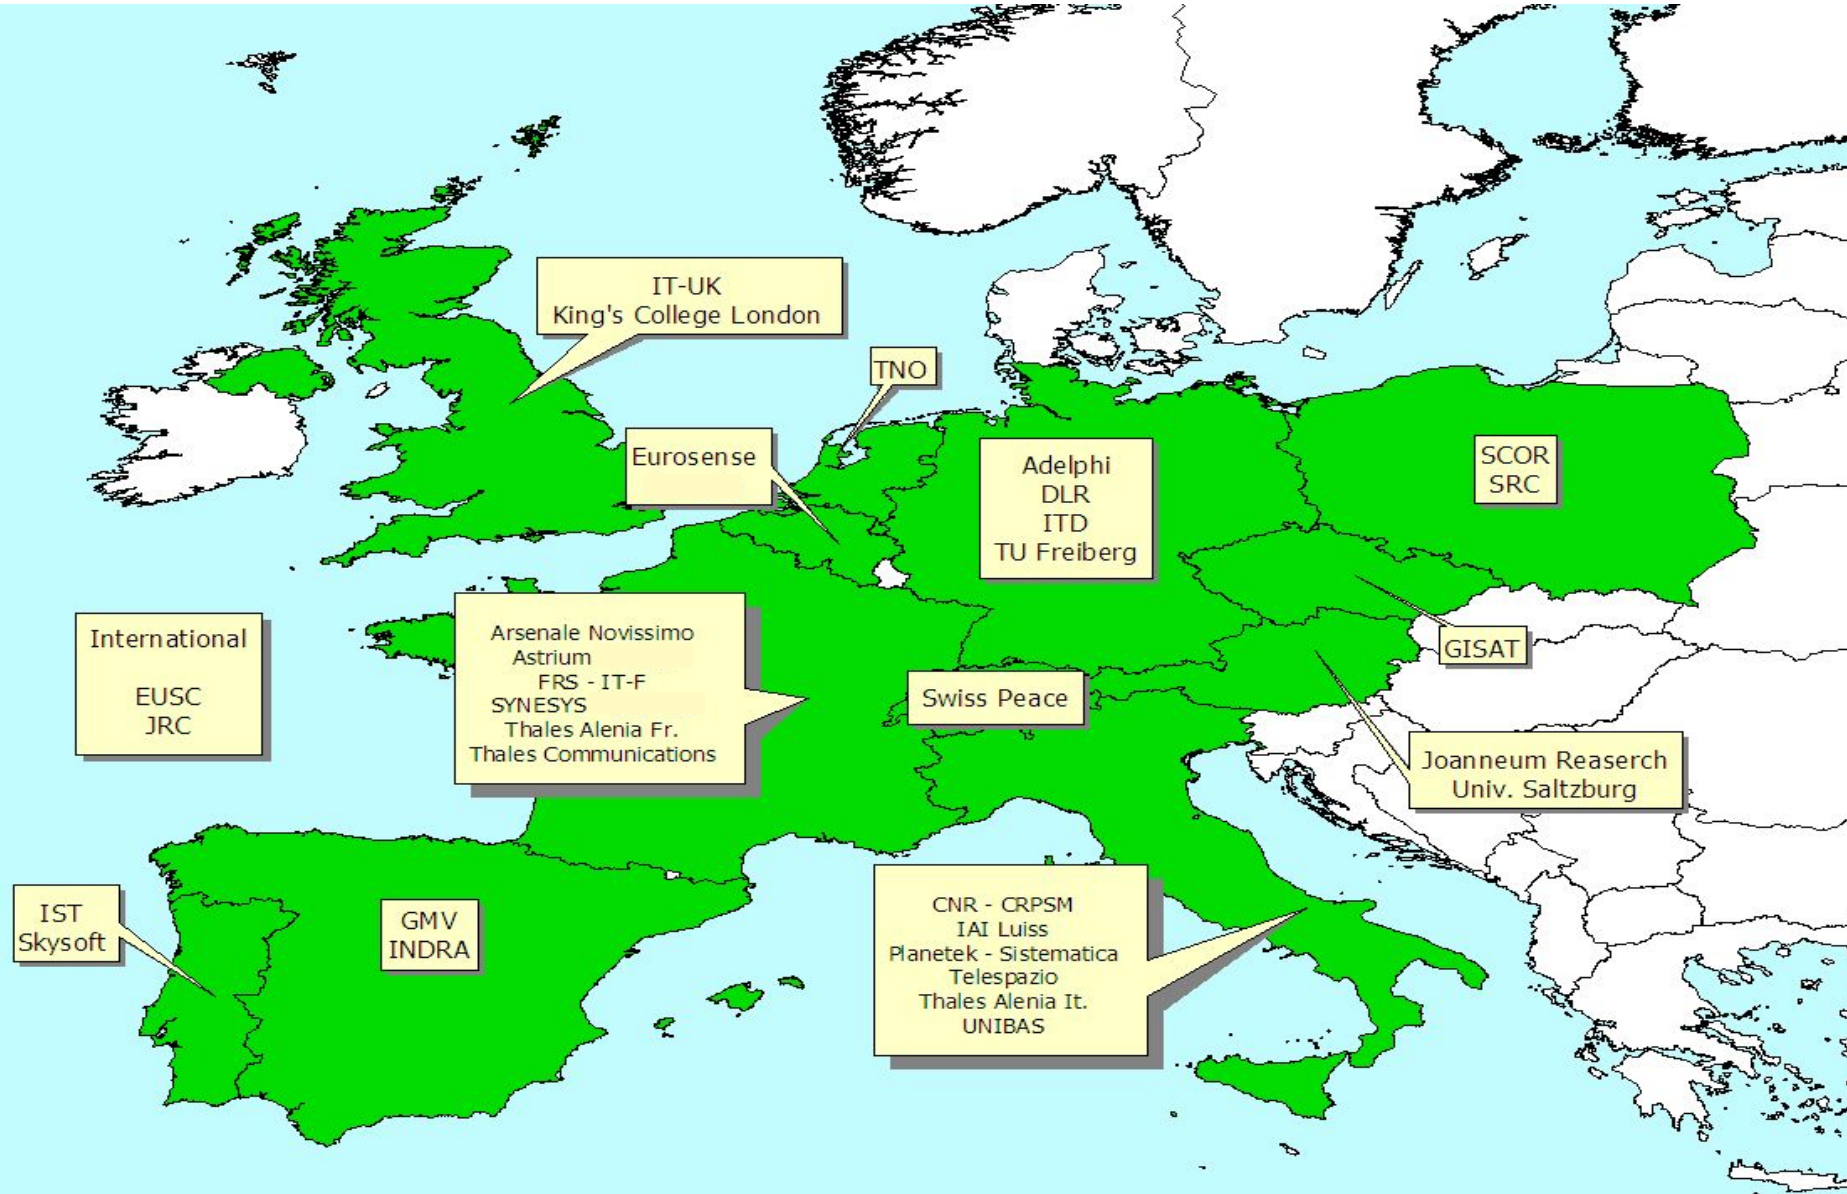 IT-UK
King's College London
TNO
Eurosense
Adelphi
DLR
ITD
TU Freiberg
SCOR
SRC
International
EUSC
JRC
Arsenale Novissimo
Astrium
FRS - IT-F
SYNESYS
Thales Alenia Fr.
Thales Communications
Swiss Peace
GISAT
Joanneum Reaserch
Univ. Saltzburg
IST
Skysoft
GMV
INDRA
CNR - CRPSM
IAI Luiss
Planetek - Sistematica
Telespazio
Thales Alenia It.
UNIBAS